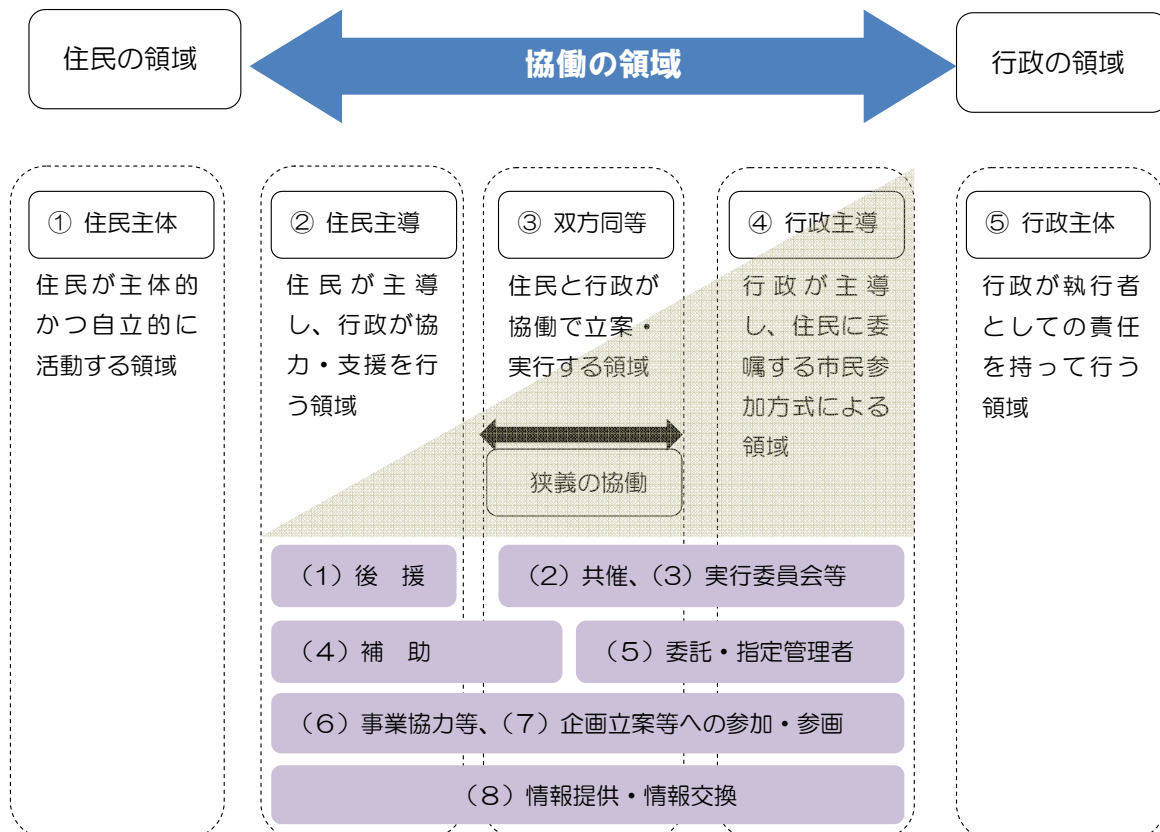 住民の領域
協働の領域
行政の領域
① 住民主体
住民が主体的
かつ自立的に
活動する領域
② 住民主導
住民が主導
し、行政が協
力・支援を行
う領域
③ 双方同等
住民と行政が
協働で立案・
実行する領域
狭義の協働
④ 行政主導
行政が主導
し、住民に委
嘱する市民参
加方式による
領域
⑤ 行政主体
行政が執行者
としての責任
を持って行う
領域
(1)後 援
(2)共催、(3)実行委員会等
(4)補 助
(5)委託・指定管理者
(6)事業協力等、(7)企画立案等への参加・参画
(8)情報提供・情報交換